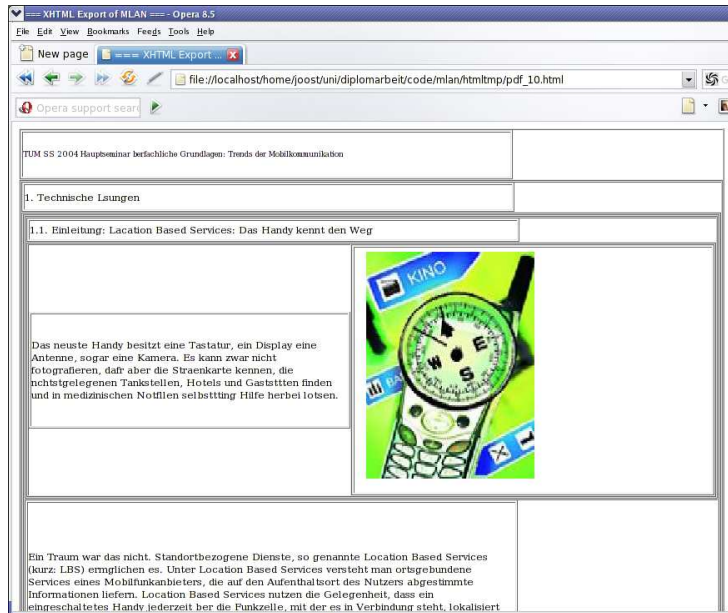 === XHTML Export of MLAN === - Opera 8.5
File Edit View Bookmarks Feeds Tools Help
New page
=== XHTML Export ...
file://localhost/home/joost/uni/diplomarbeit/code/mlan/htmltmp/pdf_10.html
Opera support sear
TUM SS 2004 Hauptseminar berfachliche Grundlagen: Trends der Mobilkommunikation
1. Technische Lsungen
1.1. Einleitung: Lacation Based Services: Das Handy kennt den Weg
KINO
W S E
BA
Das neuste Handy besitzt eine Tastatur, ein Display eine
Antenne, sogar eine Kamera. Es kann zwar nicht
fotografieren, dafr aber die Straenkarte kennen, die
nchtstgelegenen Tankstellen, Hotels und Gaststtten finden
und in medizinischen Notfllen selbsttting Hilfe herbei lotsen.
Ein Traum war das nicht. Standortbezogene Dienste, so genannte Location Based Services
(kurz: LBS) ermglichen es. Unter Location Based Services versteht man ortsgebundene
Services eines Mobilfunkanbieters, die auf den Aufenthaltsort des Nutzers abgestimmte
Informationen liefern. Location Based Services nutzen die Gelegenheit, dass ein
eingeschaltetes Handy jederzeit ber die Funkzelle, mit der es in Verbindung steht, lokalisiert